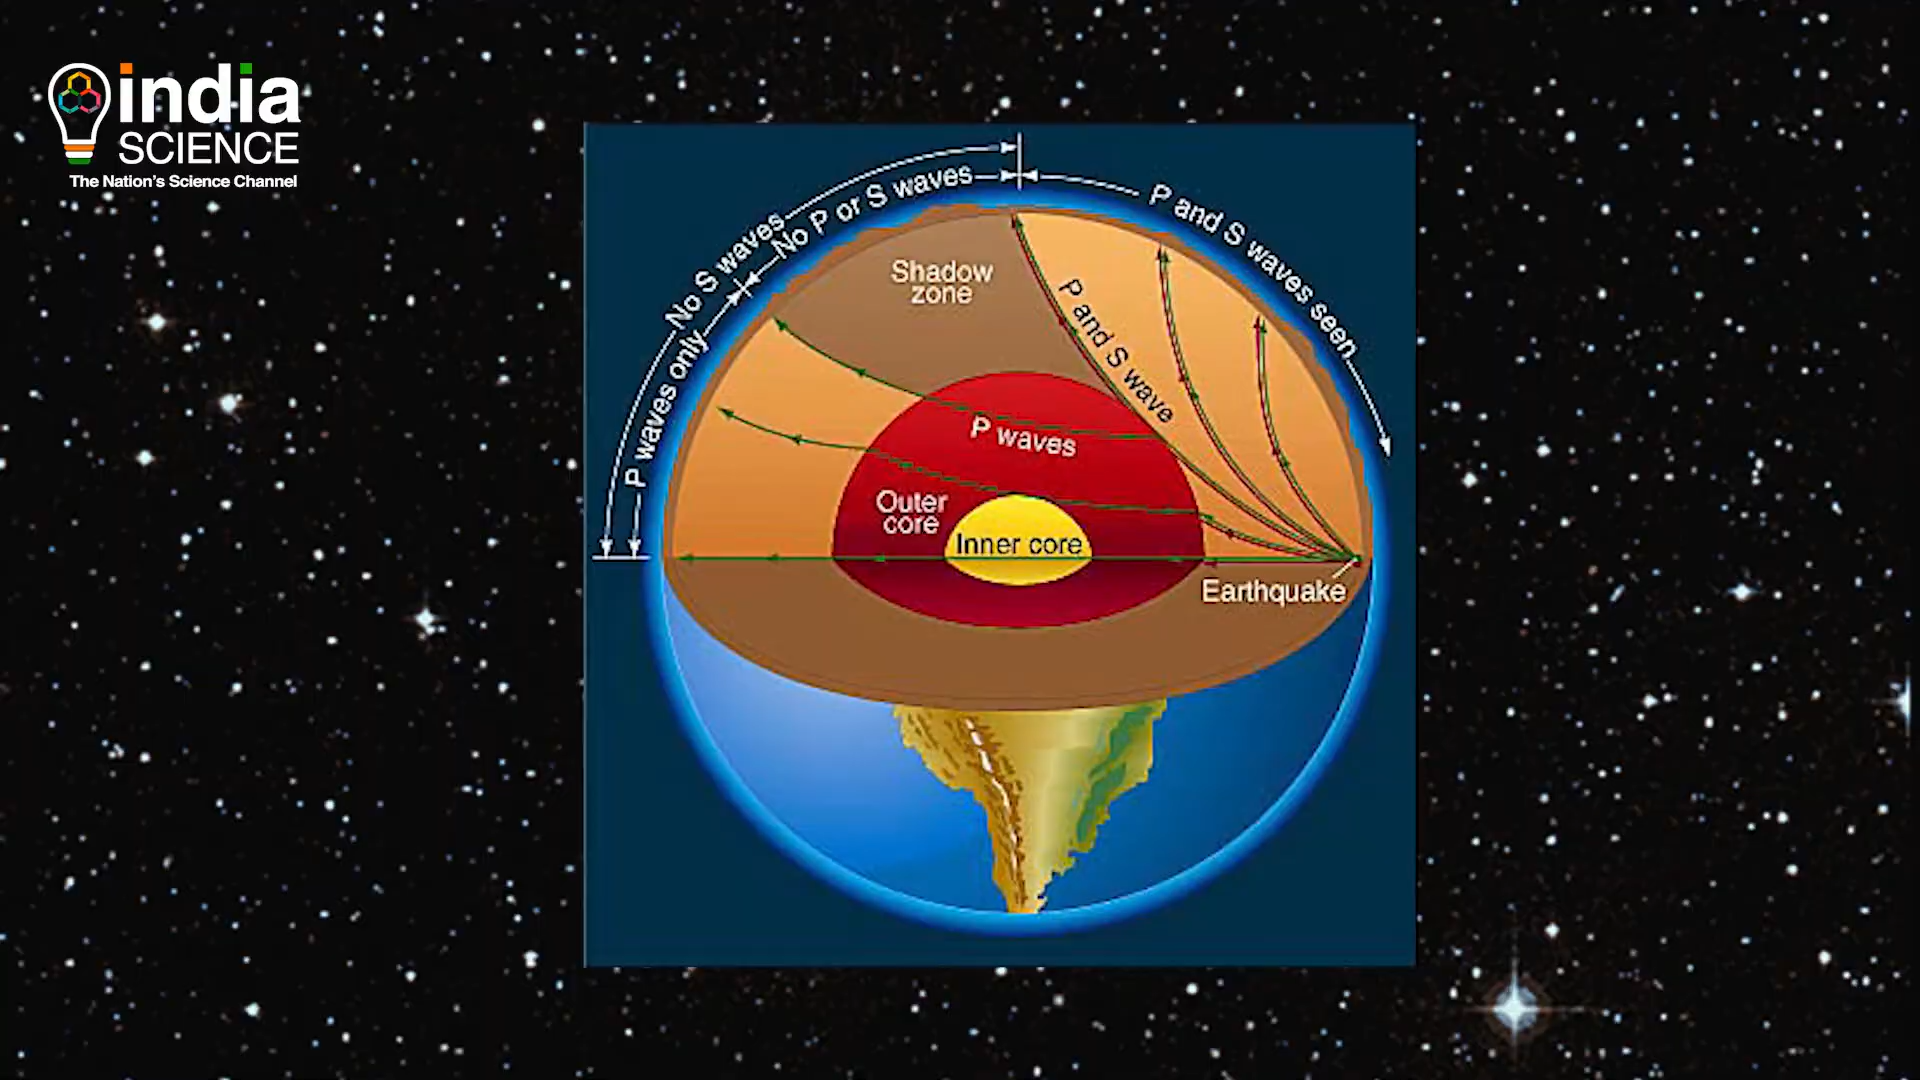 india
SCIENCE
The Nation's Science Channel
No S waves
No P or S waves
P and S waves seen
P waves only
Shadow
zone
P and S wave
P waves
Outer
core
Inner core
Earthquake